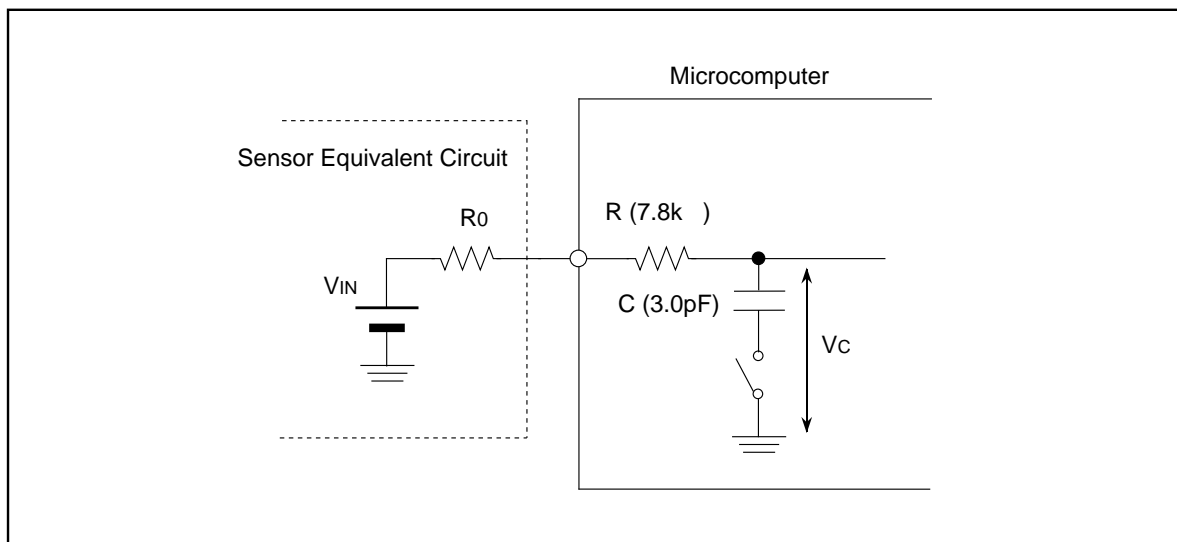 Microcomputer
Sensor Equivalent Circuit
R0
R (7.8k )
VIN
C (3.0pF)
VC